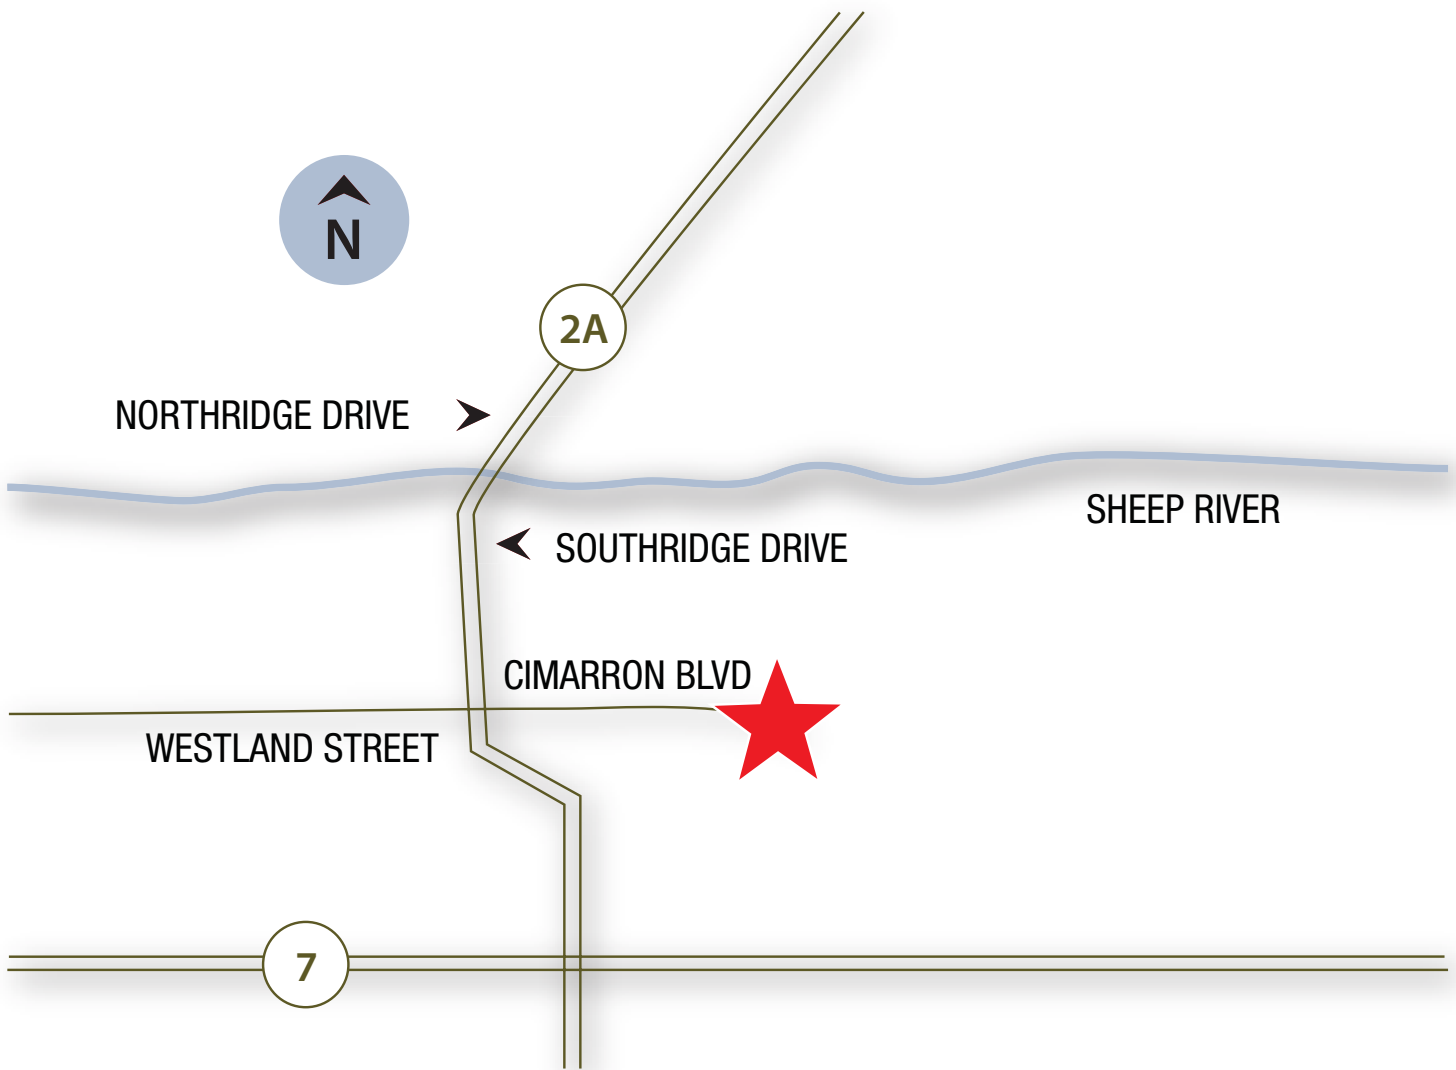 N
2A
NORTHRIDGE DRIVE
SHEEP RIVER
SOUTHRIDGE DRIVE
CIMARRON BLVD
WESTLAND STREET
7